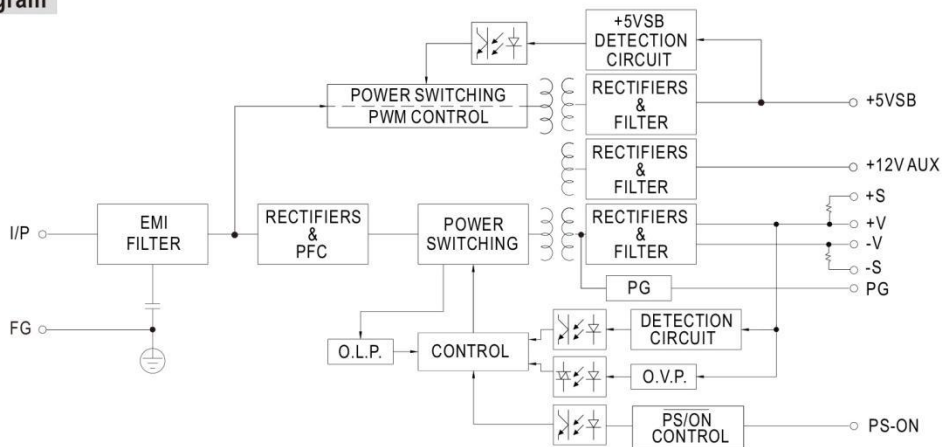 gram
+5VSB
DETECTION
CIRCUIT
POWER SWITCHING
PWM CONTROL
RECTIFIERS
&
FILTER
+5VSB
RECTIFIERS
&
FILTER
+12V AUX
I/P
EMI
FILTER
RECTIFIERS
&
PFC
POWER
SWITCHING
RECTIFIERS
&
FILTER
+S
+V
-V
-S
PG
PG
FG
O.L.P.
CONTROL
DETECTION
CIRCUIT
O.V.P.
PS/ON
CONTROL
PS-ON